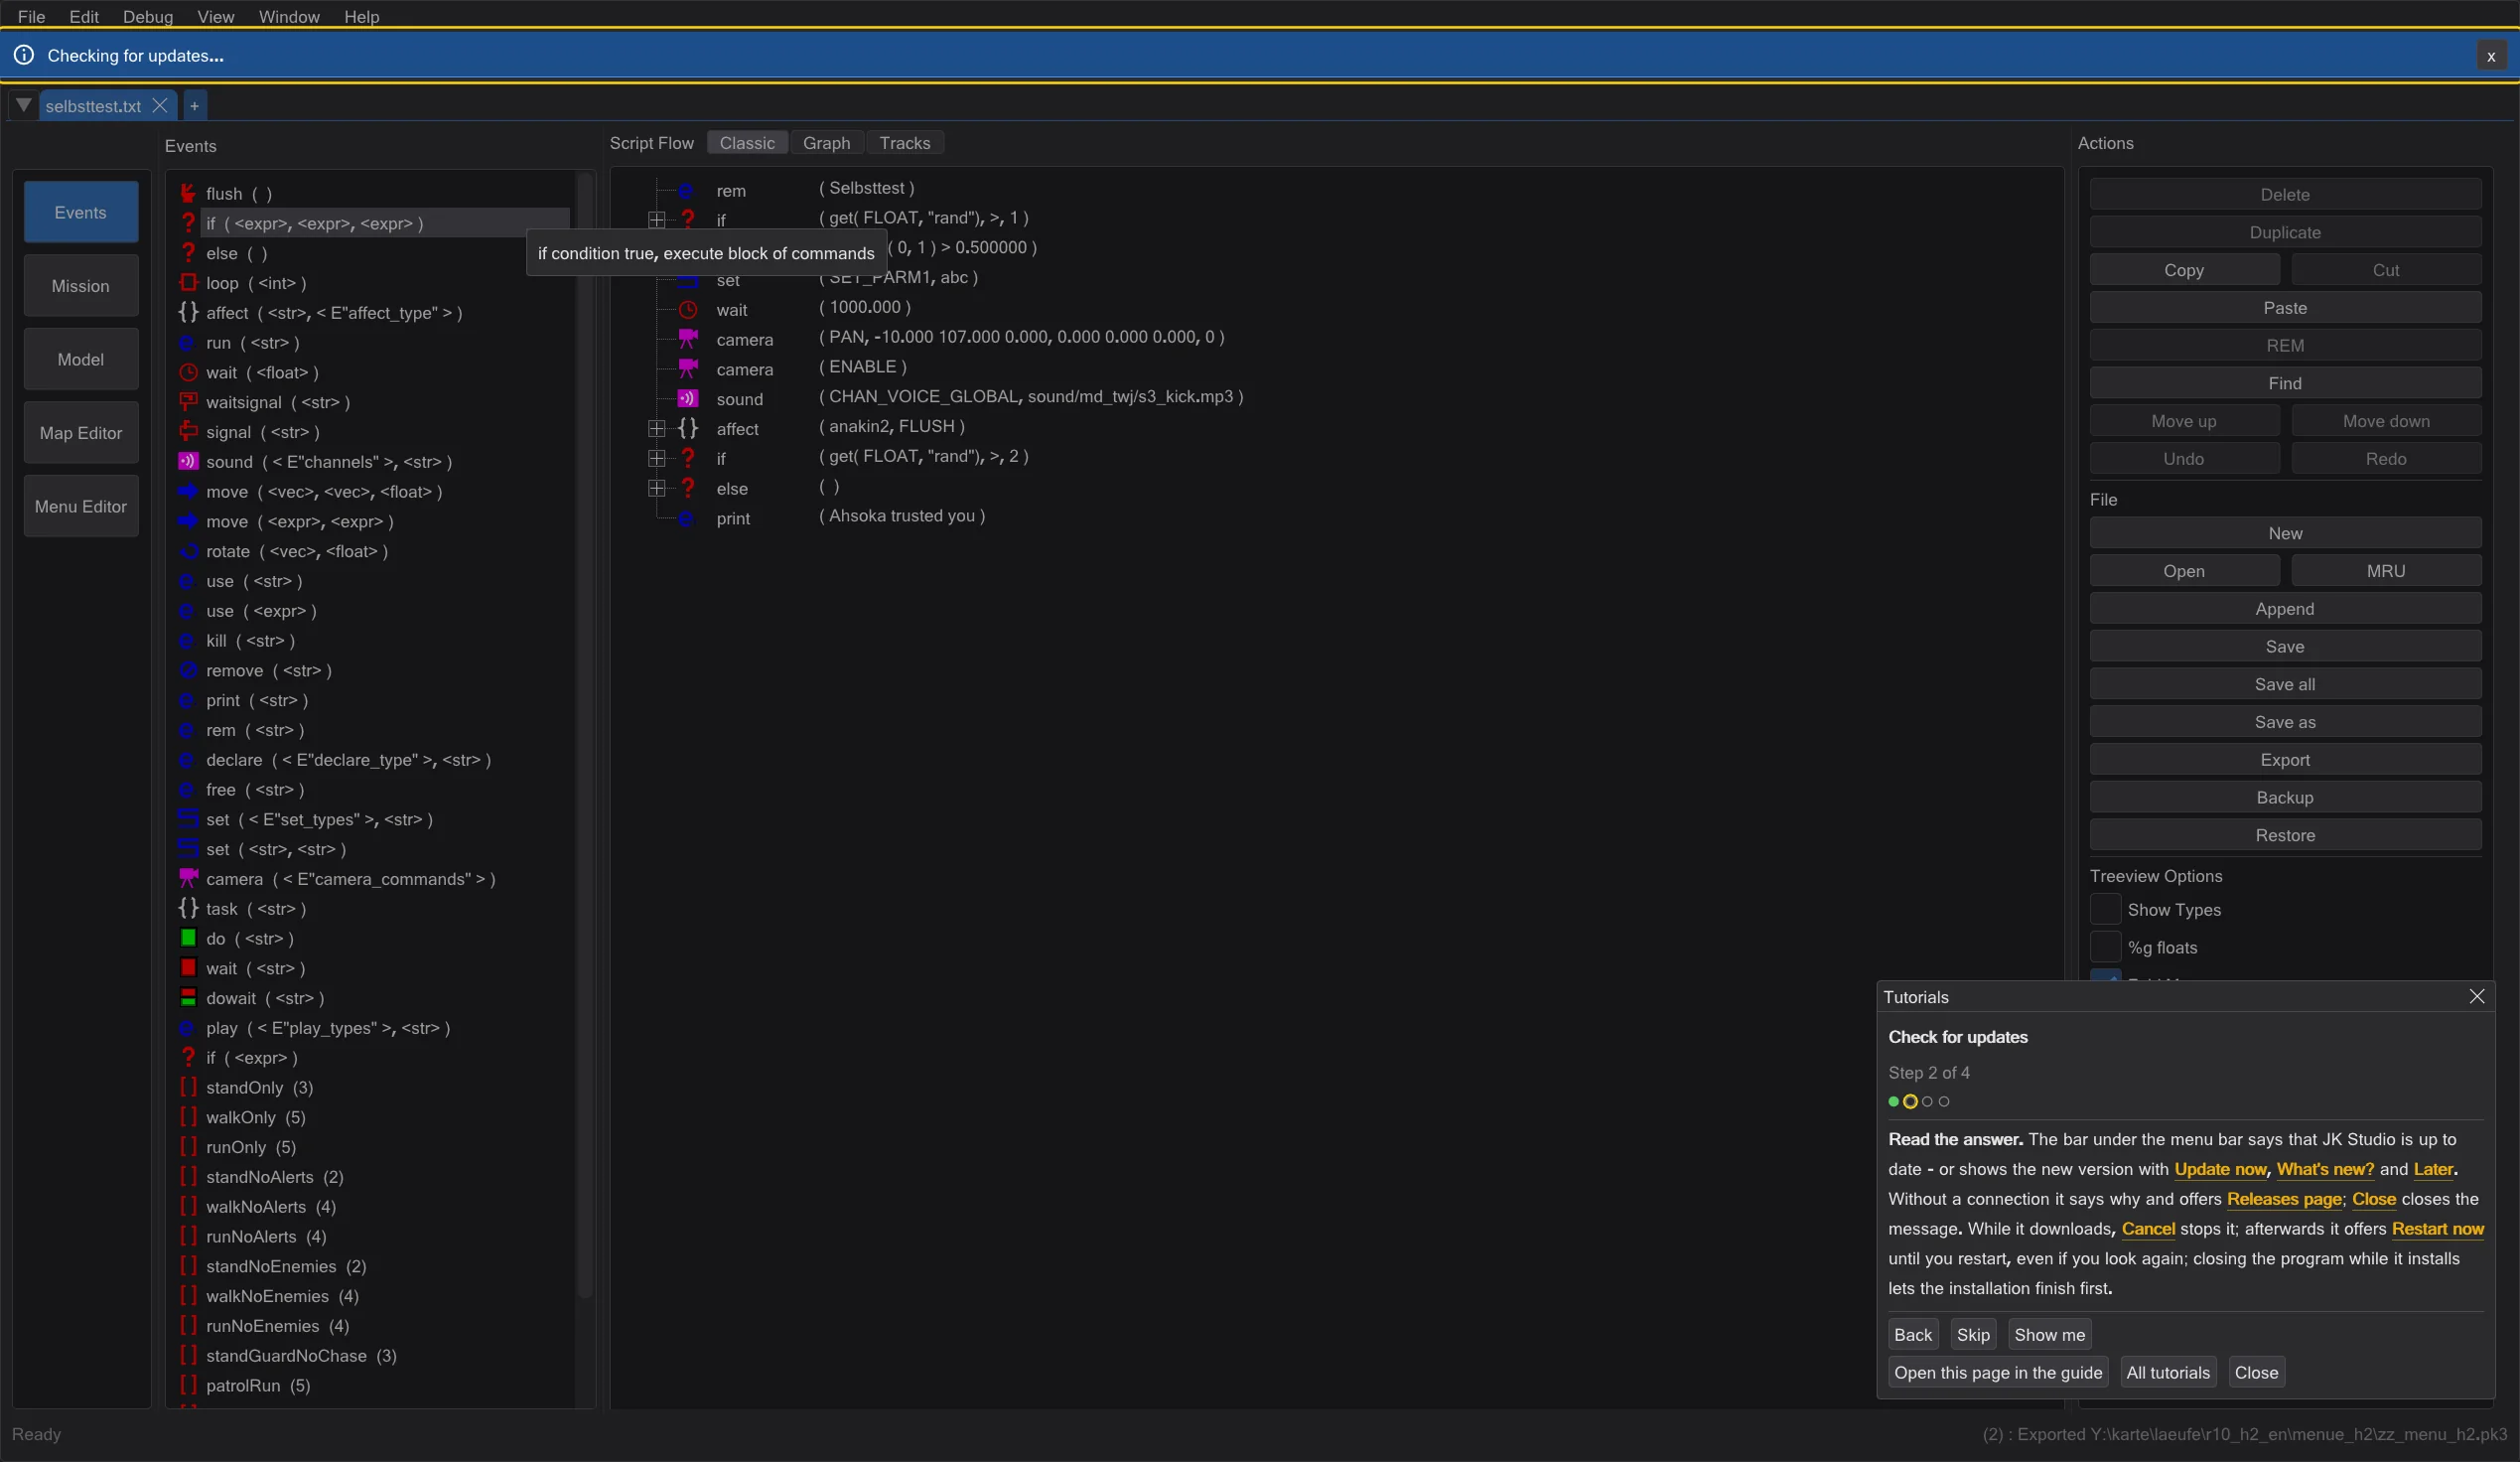 File Edit Debug View Window Help
Checking for updates...
x
selbsttest.txt
+
Events
Mission
Model
Map Editor
Menu Editor
Events
flush ( )
if ( <expr>, <expr>, <expr> )
else ( )
loop ( <int> )
affect ( <str>, < E"affect_type" > )
run ( <str> )
wait ( <float> )
waitsignal ( <str> )
signal ( <str> )
sound ( < E"channels" >, <str> )
move ( <vec>, <vec>, <float> )
move ( <expr>, <expr> )
rotate ( <vec>, <float> )
use ( <str> )
use ( <expr> )
kill ( <str> )
remove ( <str> )
print ( <str> )
rem ( <str> )
declare ( < E"declare_type" >, <str> )
free ( <str> )
set ( < E"set_types" >, <str> )
set ( <str>, <str> )
camera ( < E"camera_commands" > )
task ( <str> )
do ( <str> )
wait ( <str> )
dowait ( <str> )
play ( < E"play_types" >, <str> )
if ( <expr> )
standOnly (3)
walkOnly (5)
runOnly (5)
standNoAlerts (2)
walkNoAlerts (4)
runNoAlerts (4)
standNoEnemies (2)
walkNoEnemies (4)
runNoEnemies (4)
standGuardNoChase (3)
patrolRun (5)
if condition true, execute block of commands
Script Flow Classic Graph Tracks
rem ( Selbsttest )
if ( get( FLOAT, "rand"), >, 1 )
( 0, 1 ) > 0.500000 )
set ( SET_PARM1, abc )
wait ( 1000.000 )
camera ( PAN, -10.000 107.000 0.000, 0.000 0.000 0.000, 0 )
camera ( ENABLE )
sound ( CHAN_VOICE_GLOBAL, sound/md_twj/s3_kick.mp3 )
affect ( anakin2, FLUSH )
if ( get( FLOAT, "rand"), >, 2 )
else ( )
print ( Ahsoka trusted you )
Actions
Delete
Duplicate
Copy Cut
Paste
REM
Find
Move up Move down
Undo Redo
File
New
Open MRU
Append
Save
Save all
Save as
Export
Backup
Restore
Treeview Options
Show Types
%g floats
Tutorials
Check for updates
Step 2 of 4
Read the answer. The bar under the menu bar says that JK Studio is up to
date - or shows the new version with Update now, What's new? and Later.
Without a connection it says why and offers Releases page; Close closes the
message. While it downloads, Cancel stops it; afterwards it offers Restart now
until you restart, even if you look again; closing the program while it installs
lets the installation finish first.
Back Skip Show me
Open this page in the guide All tutorials Close
Ready
(2) : Exported Y:\karte\laeufe\r10_h2_en\menue_h2\zz_menu_h2.pk3